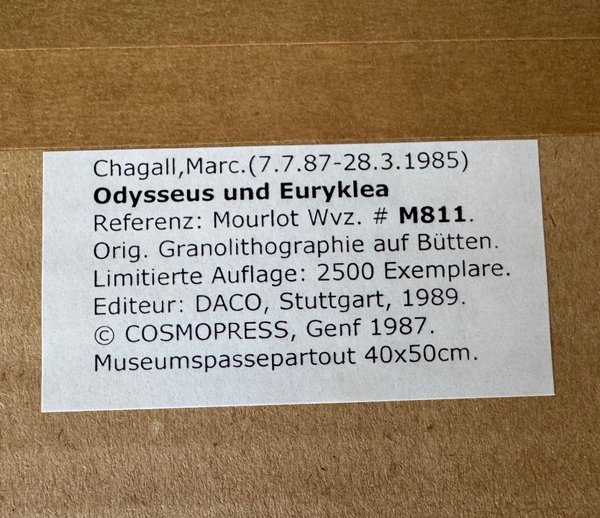 Chagall,Marc.(7.7.87-28.3.1985)
Odysseus und Euryklea
Referenz: Mourlot Wvz. # M811.
Orig. Granolithographie auf Bütten.
Limitierte Auflage: 2500 Exemplare.
Editeur: DACO, Stuttgart, 1989.
© COSMOPRESS, Genf 1987.
Museumspassepartout 40x50cm.